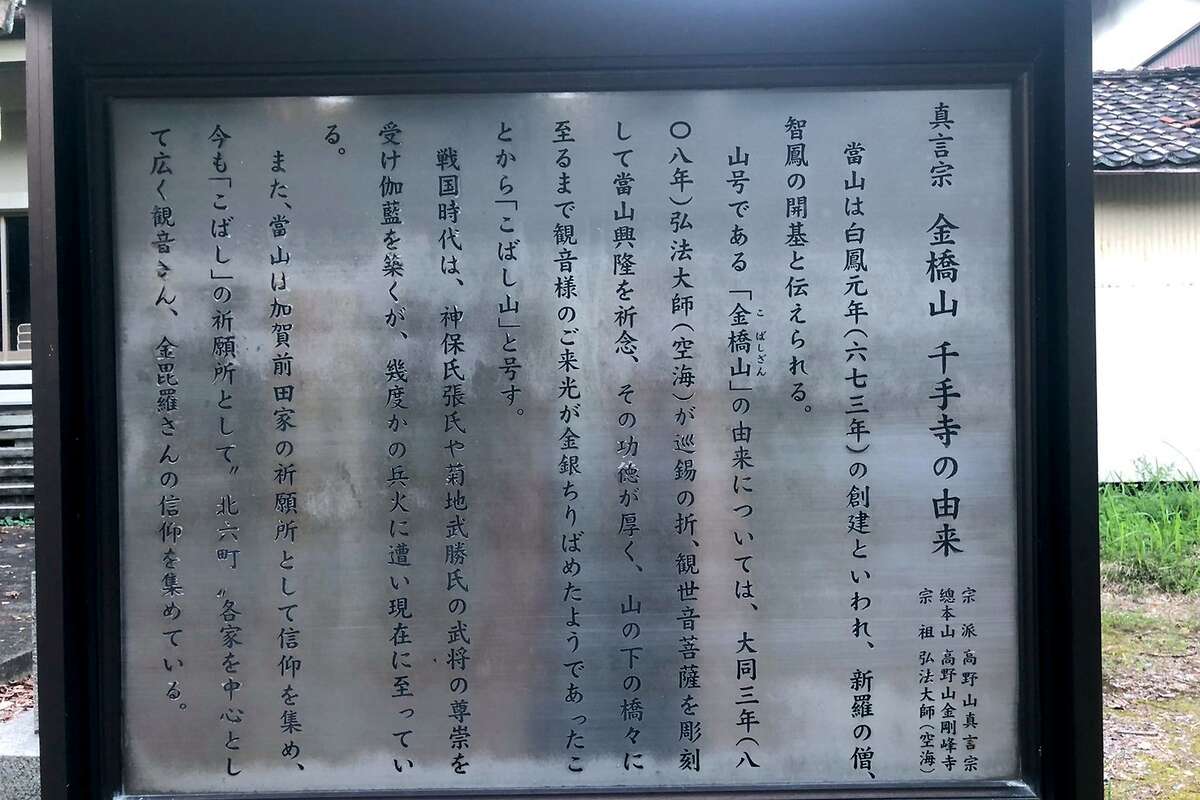 真言宗　金橋山　千手寺の由来
宗　派　高野山真言宗
總本山　高野山金剛峰寺
宗　祖　弘法大師（空海）
當山は白鳳元年（六七三年）の創建といわれ、新羅の僧、
智鳳の開基と伝えられる。
山号である「金橋山」の由来については、大同三年（八
こ　ばしざん
〇八年）弘法大師（空海）が巡錫の折、観世音菩薩を彫刻
して當山興隆を祈念、その功徳が厚く、山の下の橋々に
至るまで観音様のご来光が金銀ちりばめたようであったこ
とから「こばし山」と号す。
戦国時代は、神保氏張氏や菊地武勝氏の武将の尊崇を
受け伽藍を築くが、幾度かの兵火に遭い現在に至ってい
る。
また、當山は加賀前田家の祈願所として信仰を集め、
今も「こばし」の祈願所として〃北六町〃各家を中心とし
て広く観音さん、金毘羅さんの信仰を集めている。